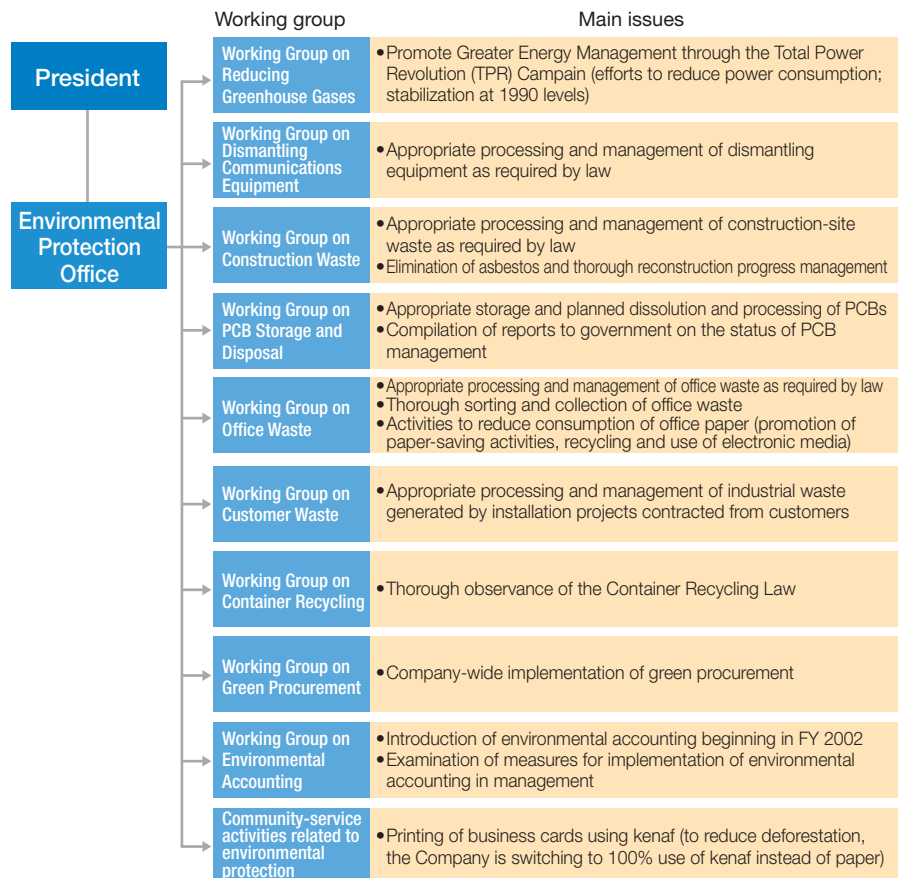 Working group
Main issues
President
Environmental
Protection
Office
Working Group on
Reducing
Greenhouse Gases
•Promote Greater Energy Management through the Total Power
Revolution (TPR) Campain (efforts to reduce power consumption;
stabilization at 1990 levels)
Working Group on
Dismantling
Communications
Equipment
•Appropriate processing and management of dismantling
equipment as required by law
Working Group on
Construction Waste
•Appropriate processing and management of construction-site
waste as required by law
•Elimination of asbestos and thorough reconstruction progress management
Working Group on
PCB Storage and
Disposal
•Appropriate storage and planned dissolution and processing of PCBs
•Compilation of reports to government on the status of PCB
management
Working Group on
Office Waste
•Appropriate processing and management of office waste as required by law
•Thorough sorting and collection of office waste
•Activities to reduce consumption of office paper (promotion of
paper-saving activities, recycling and use of electronic media)
Working Group on
Customer Waste
•Appropriate processing and management of industrial waste
generated by installation projects contracted from customers
Working Group on
Container Recycling
•Thorough observance of the Container Recycling Law
Working Group on
Green Procurement
•Company-wide implementation of green procurement
Working Group on
Environmental
Accounting
•Introduction of environmental accounting beginning in FY 2002
•Examination of measures for implementation of environmental
accounting in management
Community-service
activities related to
environmental
protection
•Printing of business cards using kenaf (to reduce deforestation,
the Company is switching to 100% use of kenaf instead of paper)